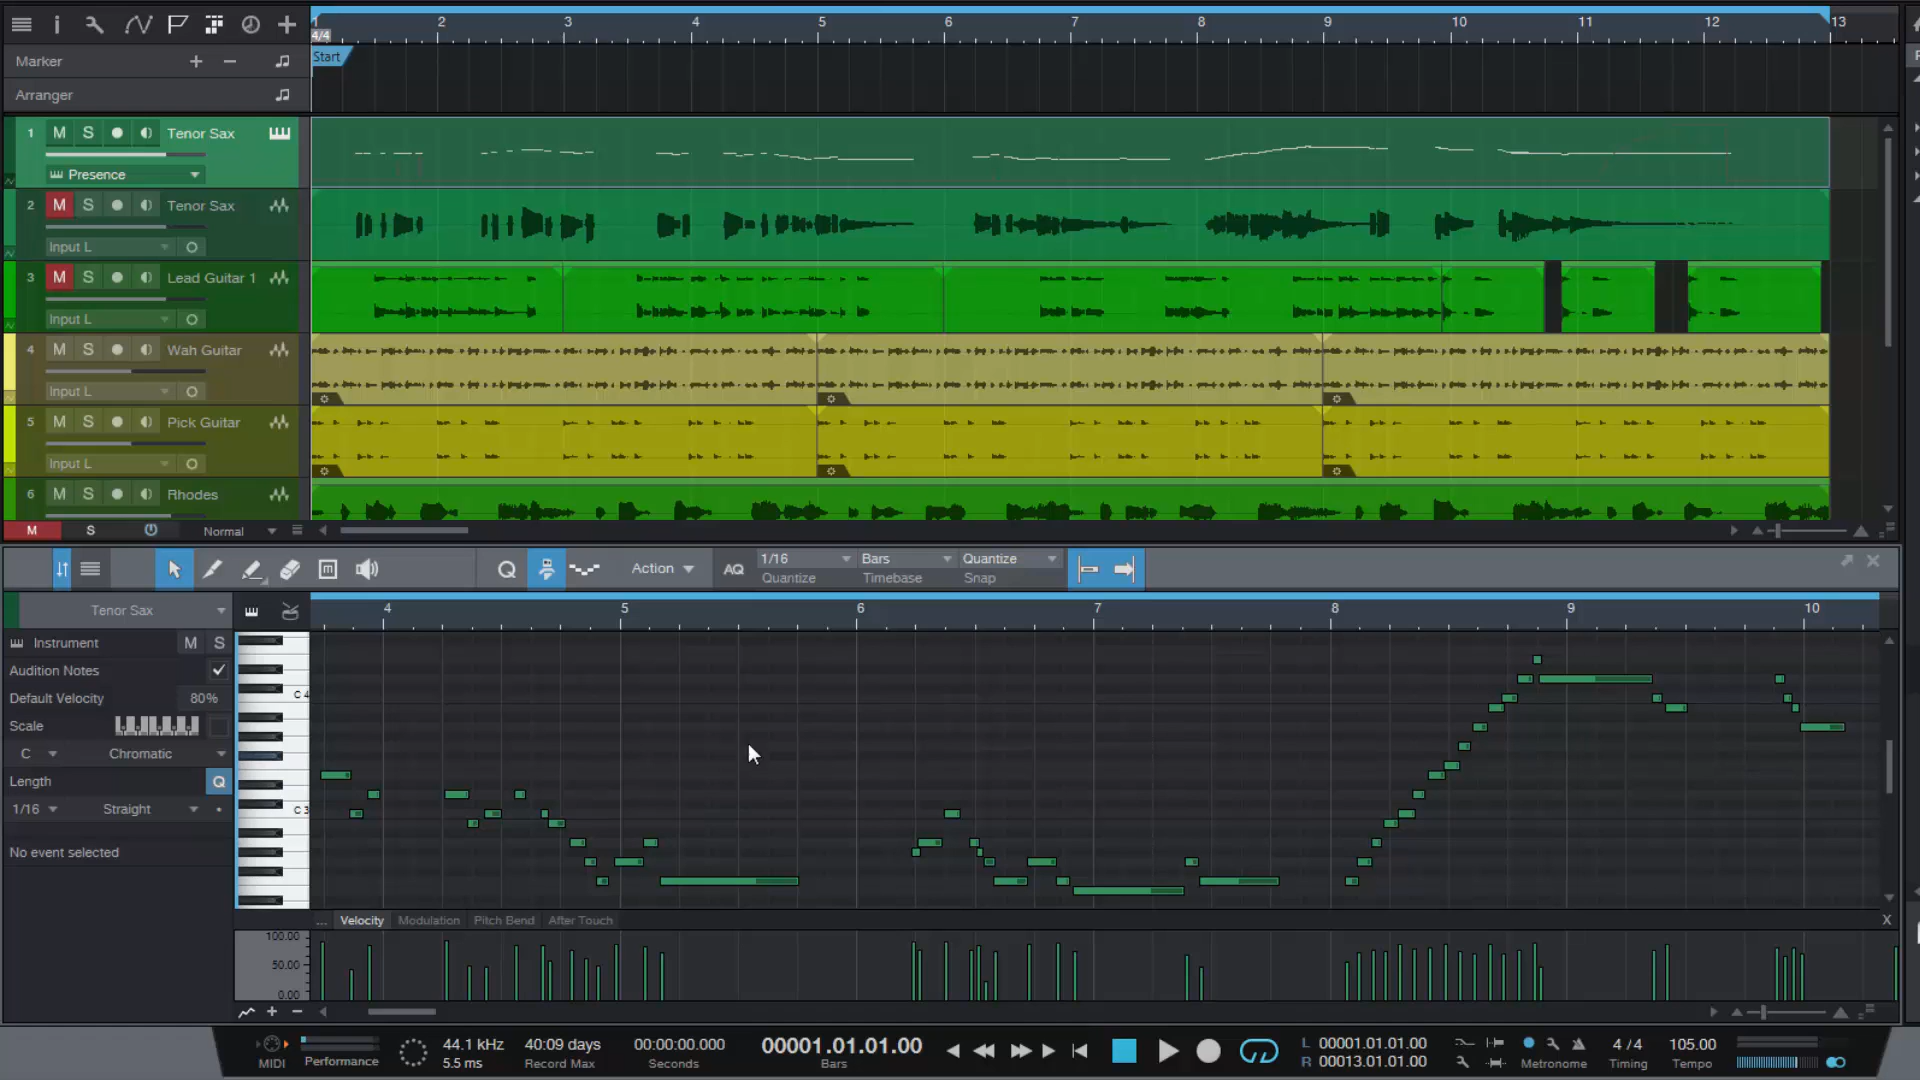 1 2 3 4 5 6 7 8 9 10 11 12 13
4/4
Marker
Start
Arranger
1 M S Tenor Sax
Presence
2 M S Tenor Sax
Input L
3 M S Lead Guitar 1
Input L
4 M S Wah Guitar
Input L
5 M S Pick Guitar
Input L
6 M S Rhodes
M S Normal
Q Action AQ 1/16 Bars Quantize
Quantize Timebase Snap
Tenor Sax
4 5 6 7 8 9 10
Instrument M S
Audition Notes
Default Velocity 80%
C 4
Scale
C Chromatic
Length Q
1/16 Straight
C 3
No event selected
... Velocity Modulation Pitch Bend After Touch X
100.00
50.00
0.00
MIDI
Performance
44.1 kHz
5.5 ms
40:09 days
Record Max
00:00:00.000
Seconds
00001.01.01.00
Bars
L 00001.01.01.00
R 00013.01.01.00
Metronome
4 / 4
Timing
105.00
Tempo